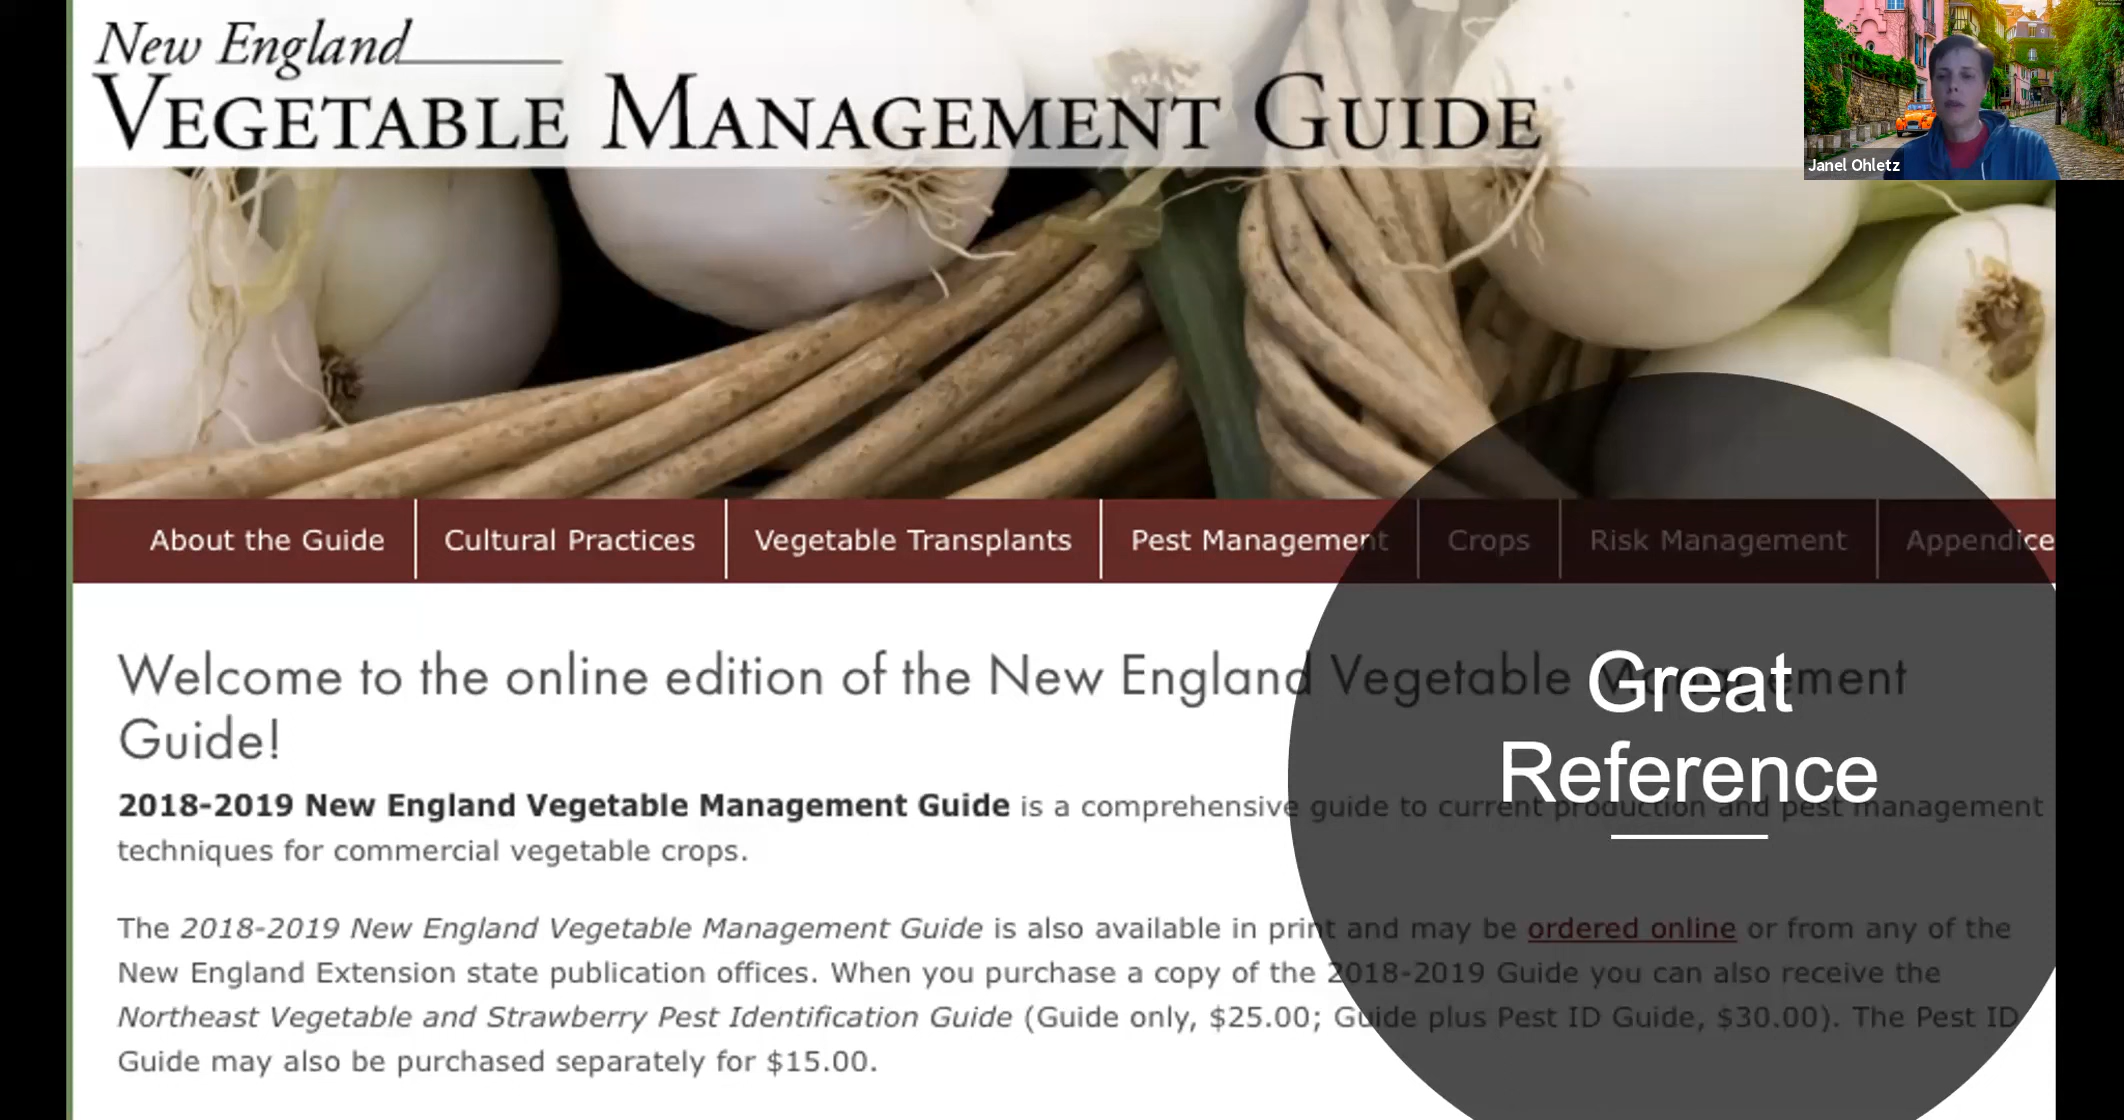 New England
VEGETABLE MANAGEMENT GUIDE
Janel Ohletz
About the Guide
Cultural Practices
Vegetable Transplants
Pest Management
Crops
Risk Management
Appendice
Welcome to the online edition of the New England Vegetable Management
Guide!
Great
Reference
2018-2019 New England Vegetable Management Guide is a comprehensive guide to current production and pest management
techniques for commercial vegetable crops.
The 2018-2019 New England Vegetable Management Guide is also available in print and may be ordered online or from any of the
New England Extension state publication offices. When you purchase a copy of the 2018-2019 Guide you can also receive the
Northeast Vegetable and Strawberry Pest Identification Guide (Guide only, $25.00; Guide plus Pest ID Guide, $30.00). The Pest ID
Guide may also be purchased separately for $15.00.